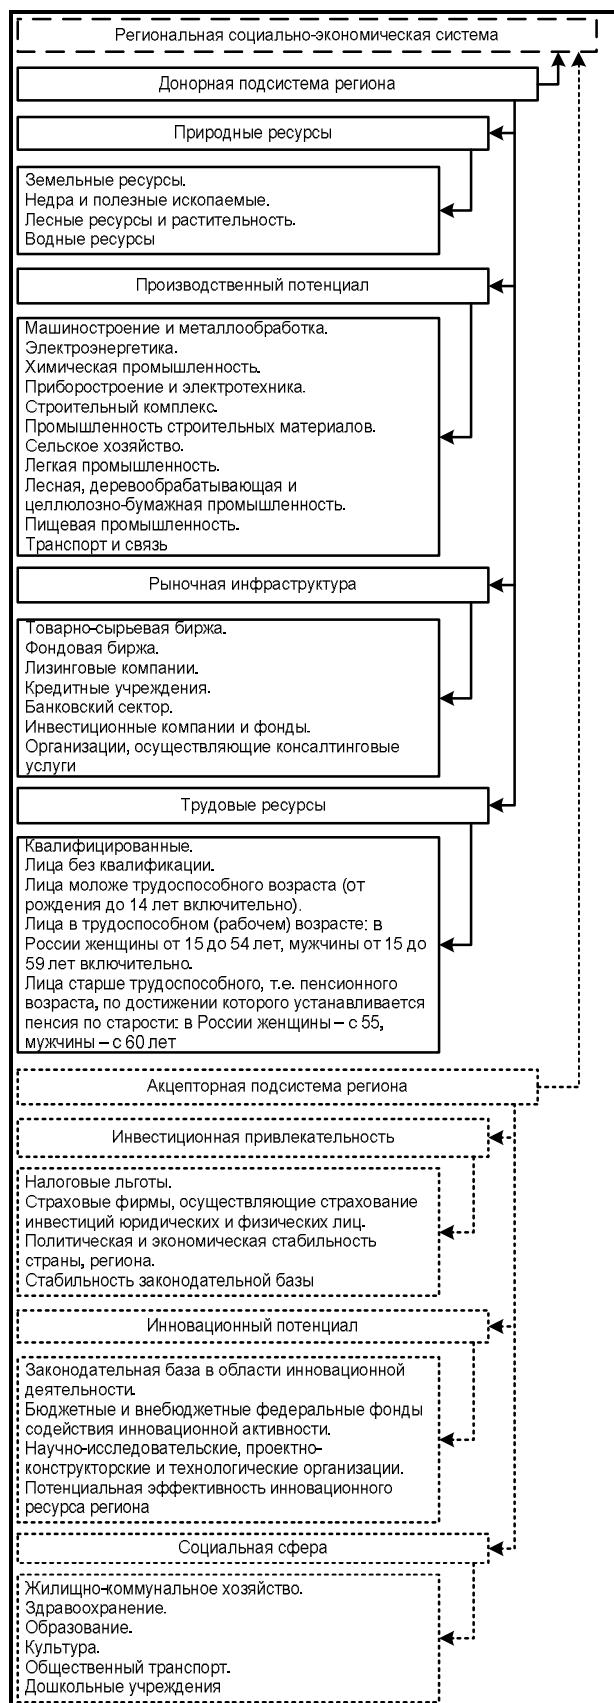 Региональная социально-экономическая система
Донорная подсистема региона
Природные ресурсы
Земельные ресурсы.
Недра и полезные ископаемые.
Лесные ресурсы и растительность.
Водные ресурсы
Производственный потенциал
Машиностроение и металлообработка.
Электроэнергетика.
Химическая промышленность.
Приборостроение и электротехника.
Строительный комплекс.
Промышленность строительных материалов.
Сельское хозяйство.
Легкая промышленность.
Лесная, деревообрабатывающая и
целлюлозно-бумажная промышленность.
Пищевая промышленность.
Транспорт и связь
Рыночная инфраструктура
Товарно-сырьевая биржа.
Фондовая биржа.
Лизинговые компании.
Кредитные учреждения.
Банковский сектор.
Инвестиционные компании и фонды.
Организации, осуществляющие консалтинговые
услуги
Трудовые ресурсы
Квалифицированные.
Лица без квалификации.
Лица моложе трудоспособного возраста (от
рождения до 14 лет включительно).
Лица в трудоспособном (рабочем) возрасте: в
России женщины от 15 до 54 лет, мужчины от 15 до
59 лет включительно.
Лица старше трудоспособного, т.е. пенсионного
возраста, по достижении которого устанавливается
пенсия по старости: в России женщины – с 55,
мужчины – с 60 лет
Акцепторная подсистема региона
Инвестиционная привлекательность
Налоговые льготы.
Страховые фирмы, осуществляющие страхование
инвестиций юридических и физических лиц.
Политическая и экономическая стабильность
страны, региона.
Стабильность законодательной базы
Инновационный потенциал
Законодательная база в области инновационной
деятельности.
Бюджетные и внебюджетные федеральные фонды
содействия инновационной активности.
Научно-исследовательские, проектно-
конструкторские и технологические организации.
Потенциальная эффективность инновационного
ресурса региона
Социальная сфера
Жилищно-коммунальное хозяйство.
Здравоохранение.
Образование.
Культура.
Общественный транспорт.
Дошкольные учреждения